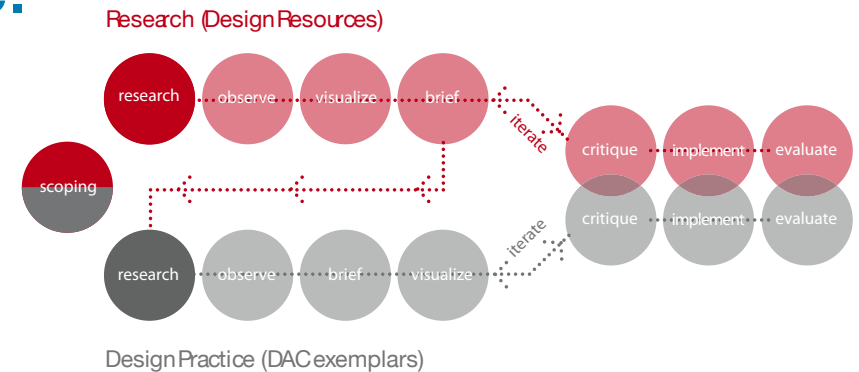 Research (Design Resources)
research observe visualize brief
iterate
critique implement evaluate
scoping
critique implement evaluate
iterate
research observe brief visualize
Design Practice (DAC exemplars)